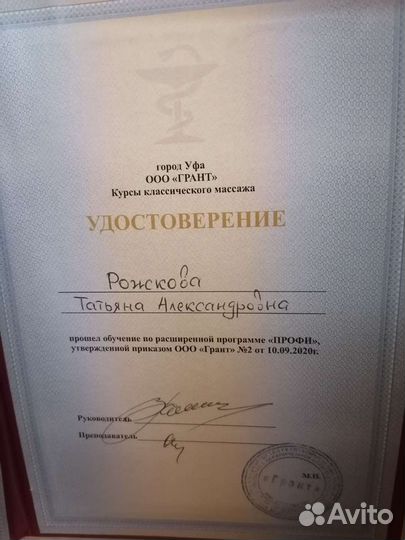 город Уфа
ООО «ГРАНТ»
Курсы классического массажа
УДОСТОВЕРЕНИЕ
Рожскова
Татьяна Александровна
прошел обучение по расширенной программе «ПРОФИ»,
утвержденной приказом ООО «Грант» №2 от 10.09.2020г.
Руководитель
Преподаватель
М.П.
«Грант»
Avito